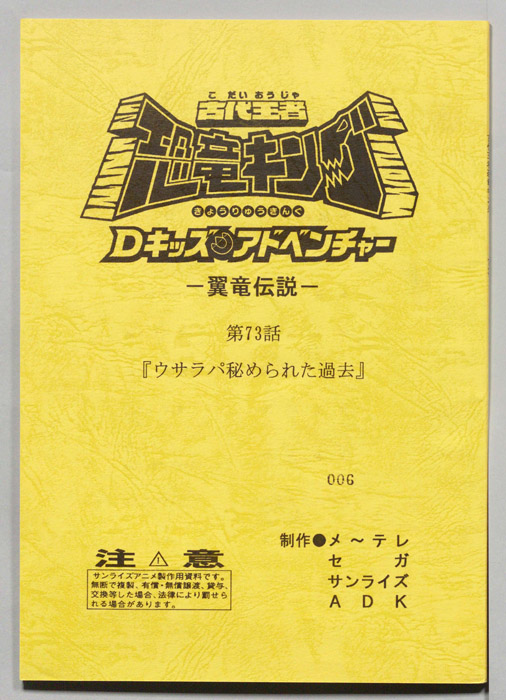 こだいおうじゃ
古代王者
恐竜キング
きょうりゅうきんぐ
Dキッズアドベンチャー
－翼竜伝説－
第73話
『ウサラパ秘められた過去』
006
制作●メ～テレ
セガ
サンライズ
ADK
注⚠意
サンライズアニメ製作用資料です。
無断で複製、有償・無償譲渡、貸与、
交換等した場合、法律により罰せら
れる場合があります。